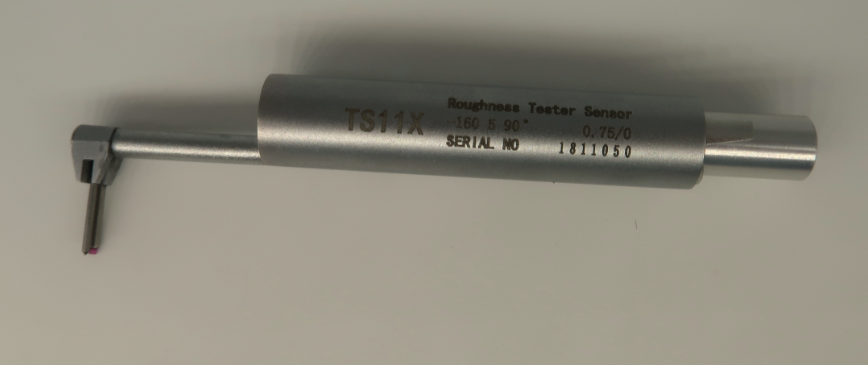 TS11X
Roughness Tester Sensor
160 5 90° 0.75/0
SERIAL NO 1811050